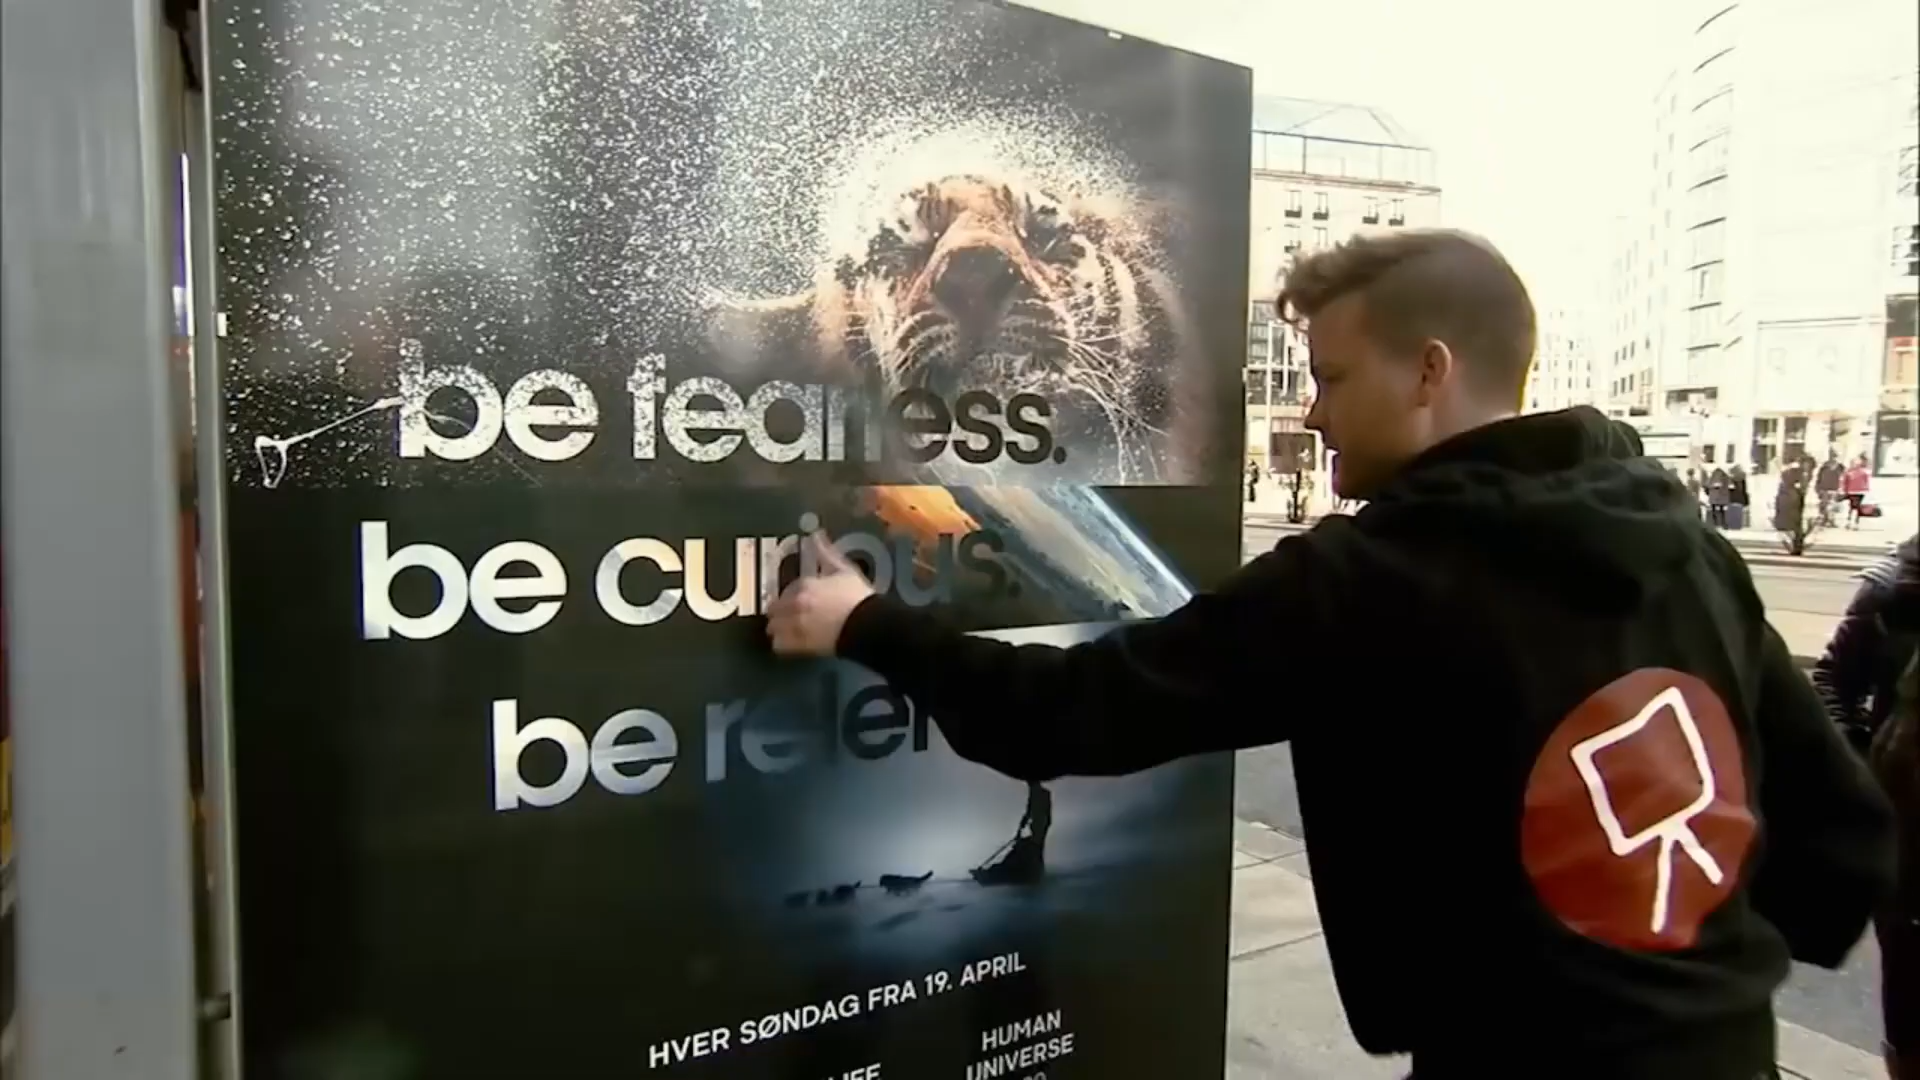 be fearless.
be curious.
be
HVER SØNDAG FRA 19. APRIL
HUMAN
UNIVERSE